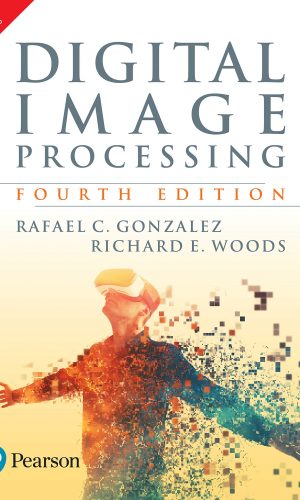 DIGITAL
IMAGE
PROCESSING
FOURTH EDITION
RAFAEL C. GONZALEZ
RICHARD E. WOODS
Pearson